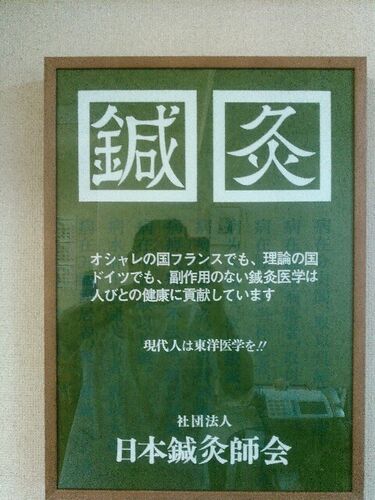 鍼灸
オシャレの国フランスでも、理論の国
ドイツでも、副作用のない鍼灸医学は
人びとの健康に貢献しています
現代人は東洋医学を!!
社団法人
日本鍼灸師会